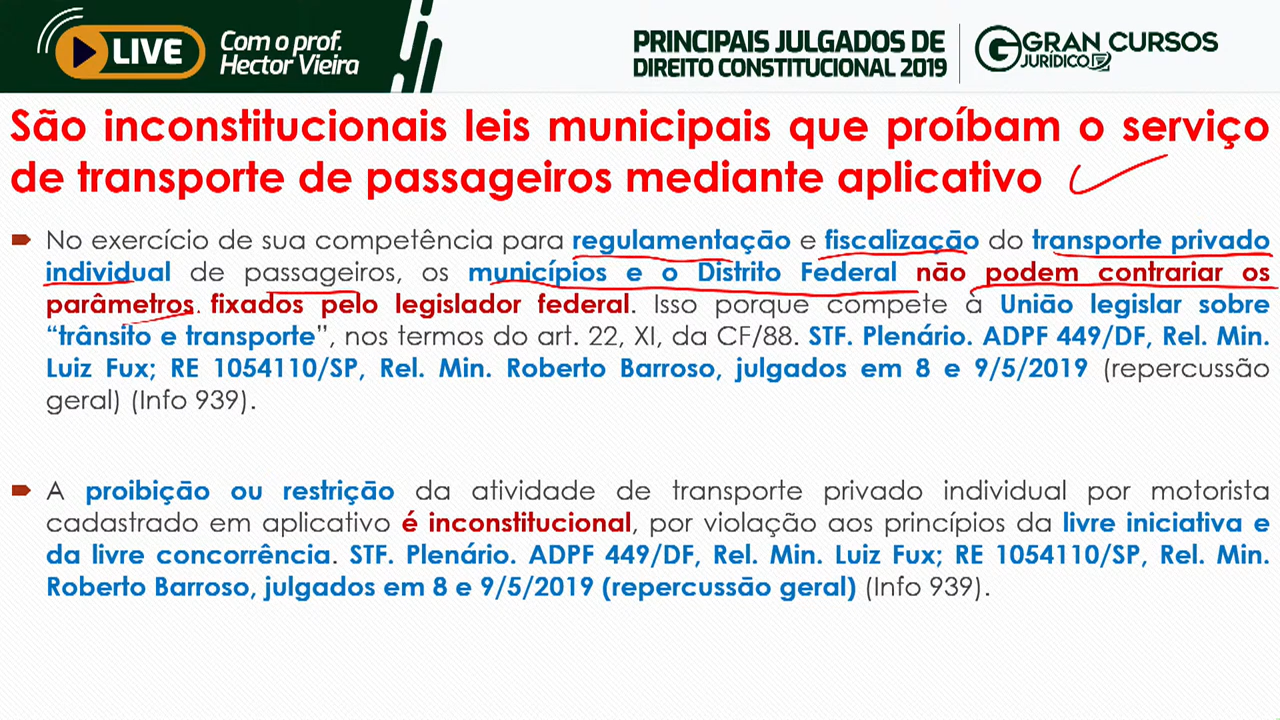 LIVE
Com o prof.
Hector Vieira
PRINCIPAIS JULGADOS DE
DIREITO CONSTITUCIONAL 2019
GRAN CURSOS
JURÍDICO
São inconstitucionais leis municipais que proíbam o serviço
de transporte de passageiros mediante aplicativo
No exercício de sua competência para regulamentação e fiscalização do transporte privado
individual de passageiros, os municípios e o Distrito Federal não podem contrariar os
parâmetros fixados pelo legislador federal. Isso porque compete à União legislar sobre
“trânsito e transporte”, nos termos do art. 22, XI, da CF/88. STF. Plenário. ADPF 449/DF, Rel. Min.
Luiz Fux; RE 1054110/SP, Rel. Min. Roberto Barroso, julgados em 8 e 9/5/2019 (repercussão
geral) (Info 939).
A proibição ou restrição da atividade de transporte privado individual por motorista
cadastrado em aplicativo é inconstitucional, por violação aos princípios da livre iniciativa e
da livre concorrência. STF. Plenário. ADPF 449/DF, Rel. Min. Luiz Fux; RE 1054110/SP, Rel. Min.
Roberto Barroso, julgados em 8 e 9/5/2019 (repercussão geral) (Info 939).